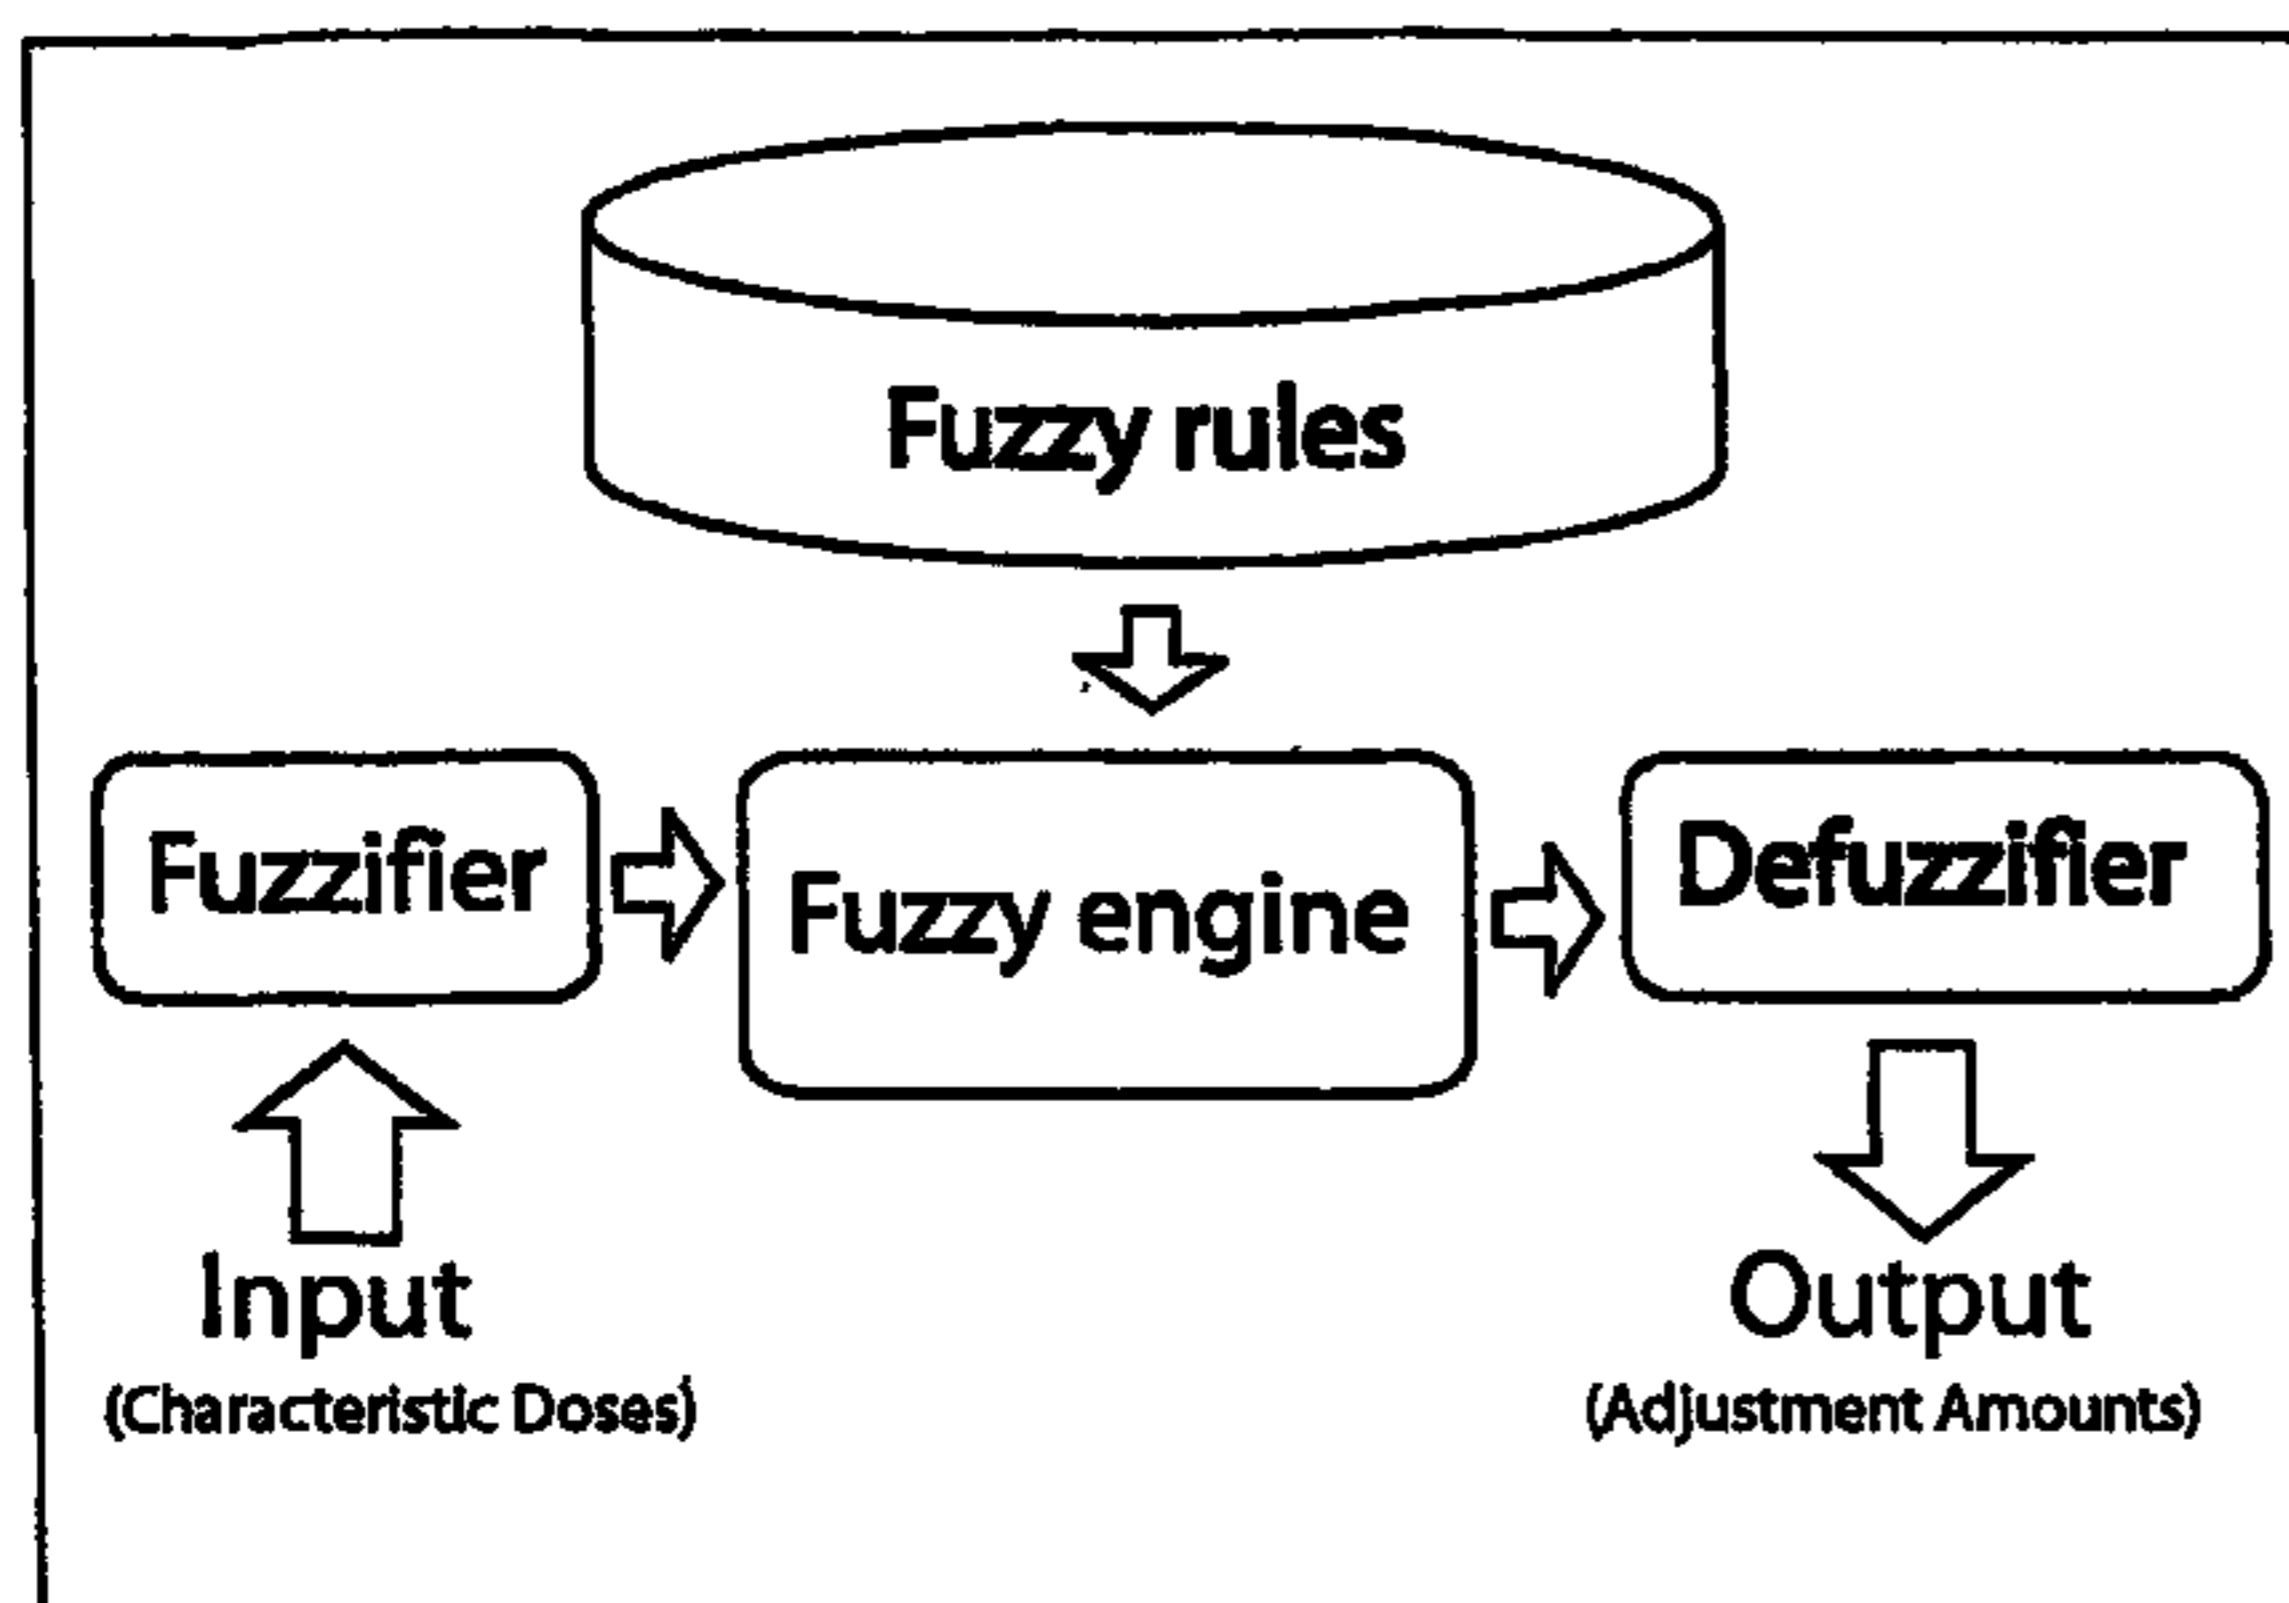 Fuzzy rules
Fuzzifier
Fuzzy engine
Defuzzifier
Input
(Characteristic Doses)
Output
(Adjustment Amounts)